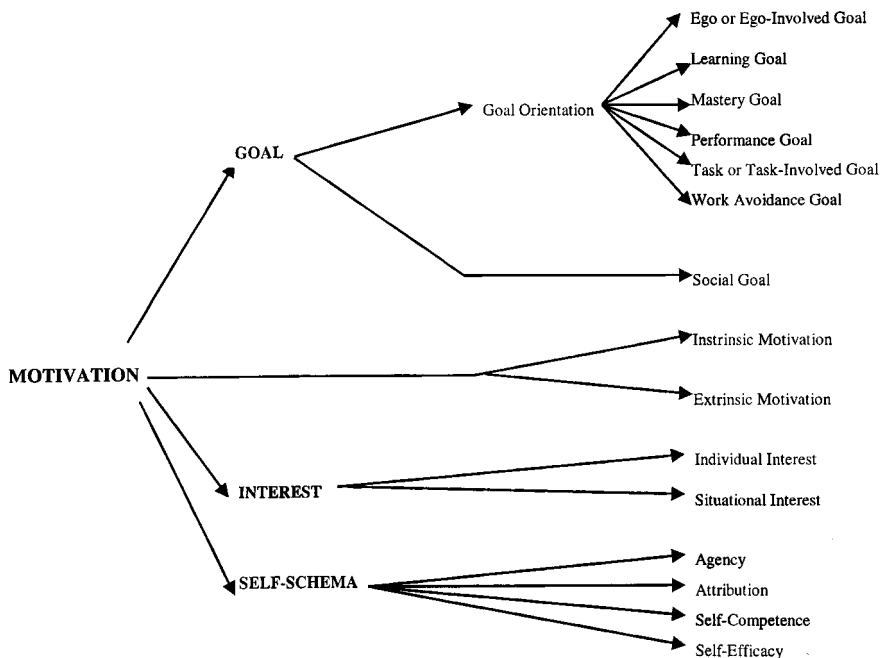 Ego or Ego-Involved Goal
Learning Goal
Goal Orientation
Mastery Goal
Performance Goal
GOAL
Task or Task-Involved Goal
Work Avoidance Goal
Social Goal
Instrinsic Motivation
MOTIVATION
Extrinsic Motivation
Individual Interest
INTEREST
Situational Interest
Agency
SELF-SCHEMA
Attribution
Self-Competence
Self-Efficacy